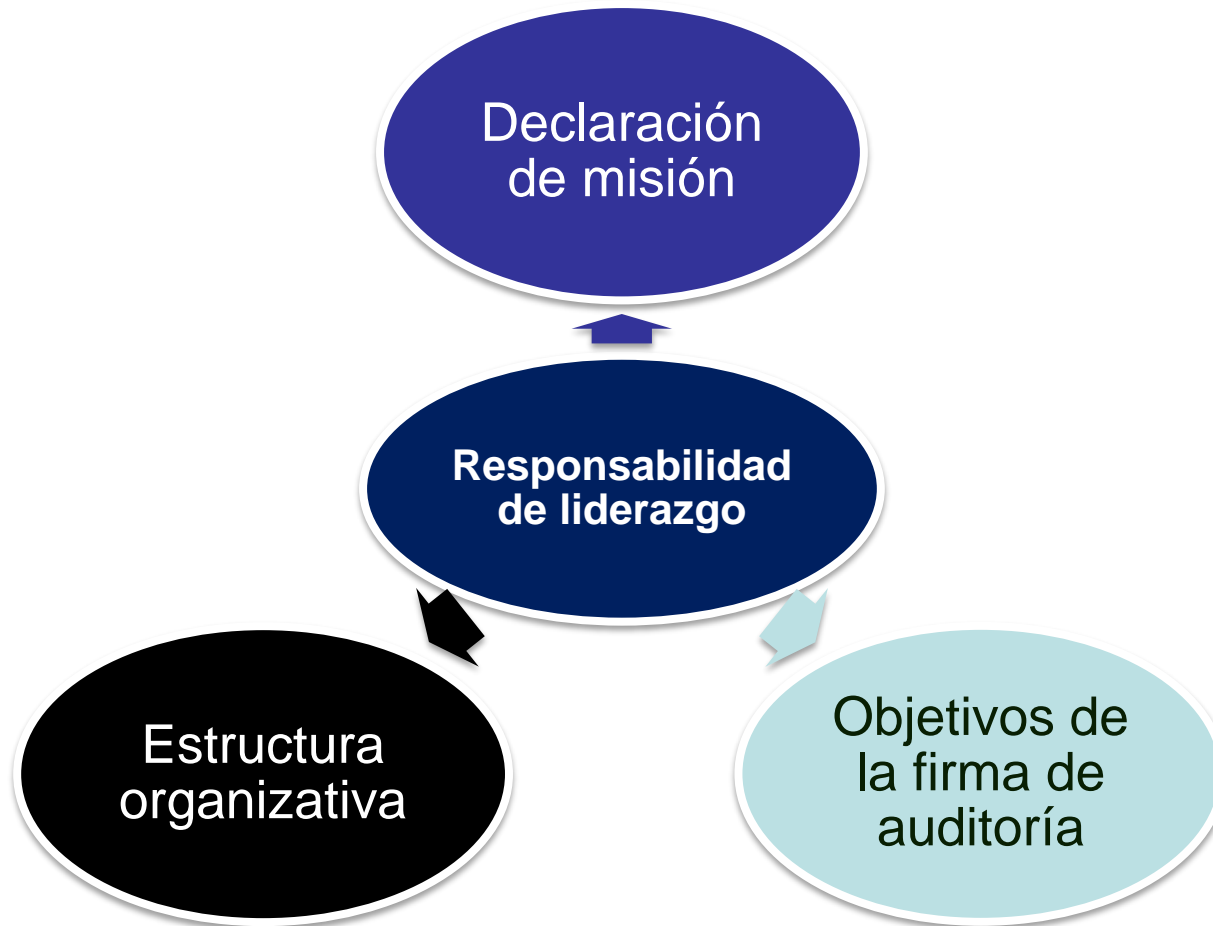 Declaración
de misión
Responsabilidad
de liderazgo
Estructura
organizativa
Objetivos de
la firma de
auditoría